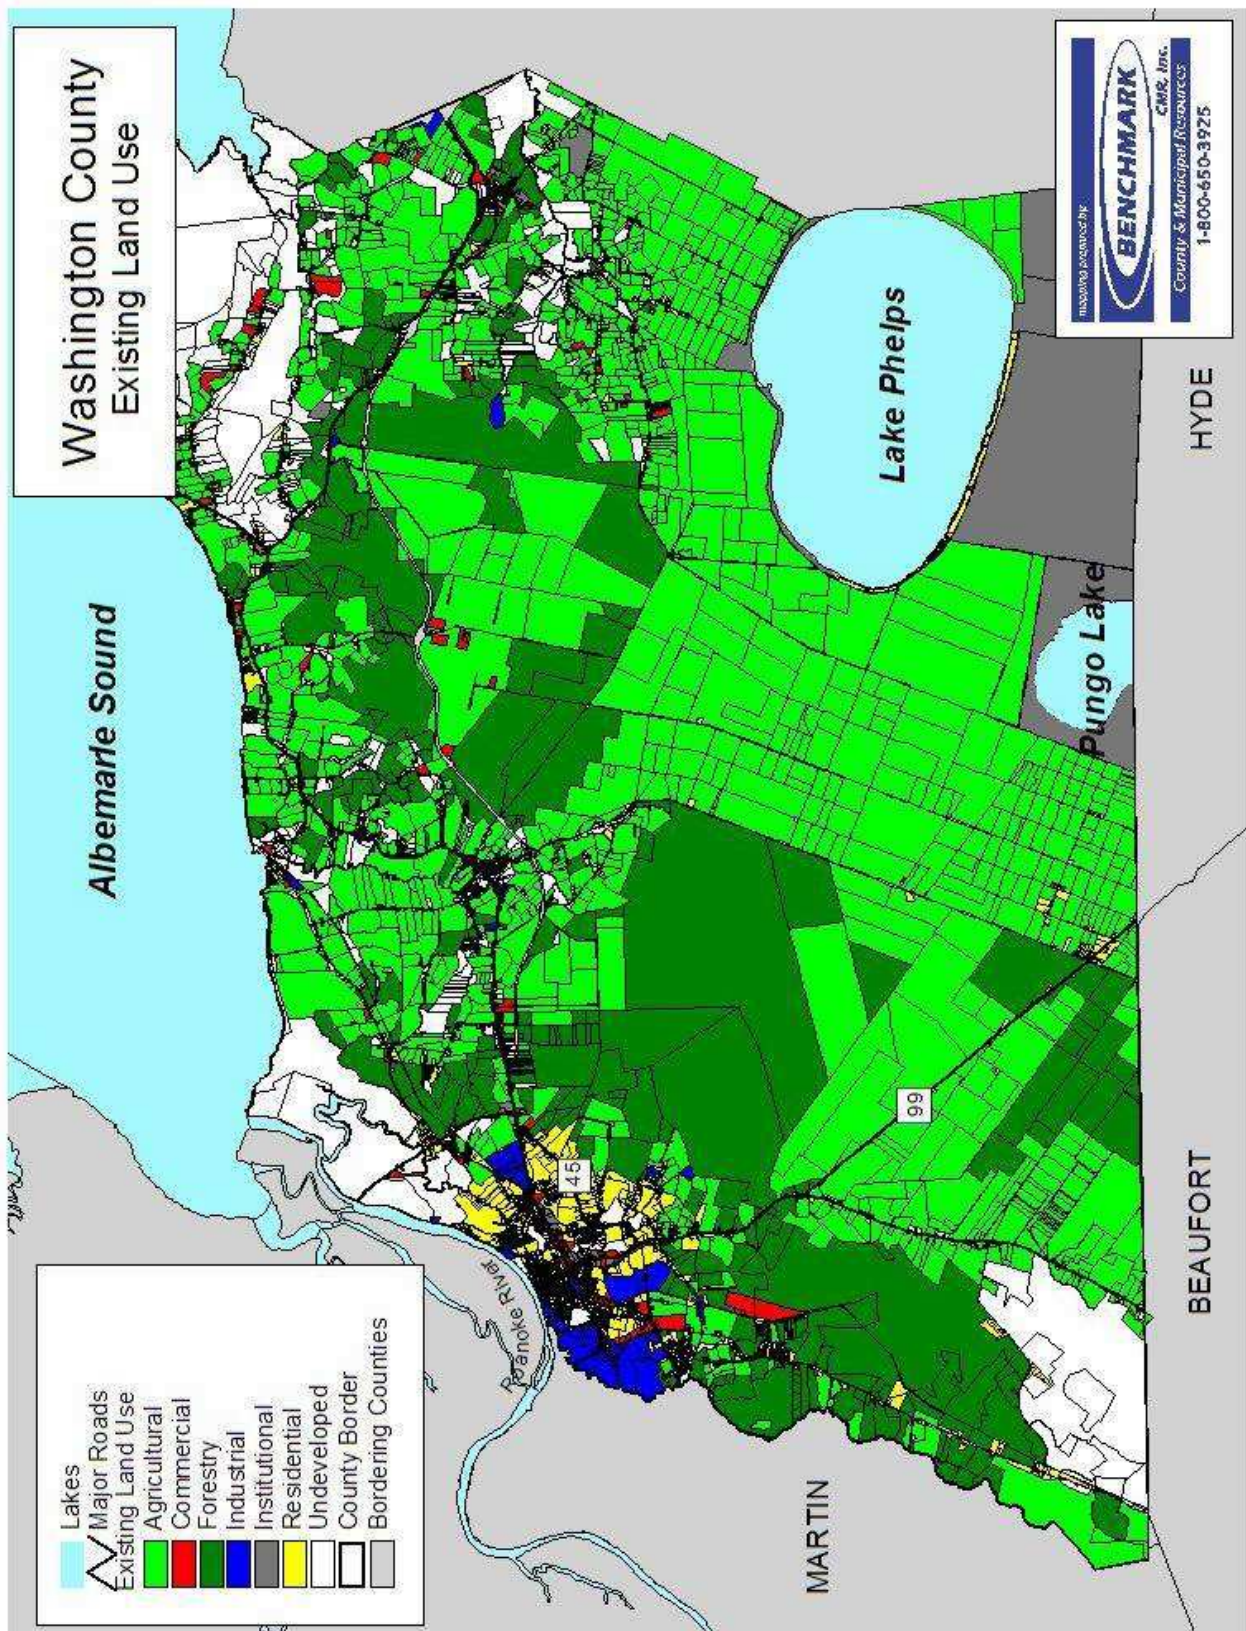 Washington County
Existing Land Use
Albemarle Sound
Roanoke River
45
99
Lake Phelps
Pungo Lake
MARTIN
BEAUFORT
HYDE
Lakes
Major Roads
Existing Land Use
Agricultural
Commercial
Forestry
Industrial
Institutional
Residential
Undeveloped
County Border
Bordering Counties
mapping prepared by
BENCHMARK
CMR, Inc.
County & Municipal Resources
1-800-650-3925